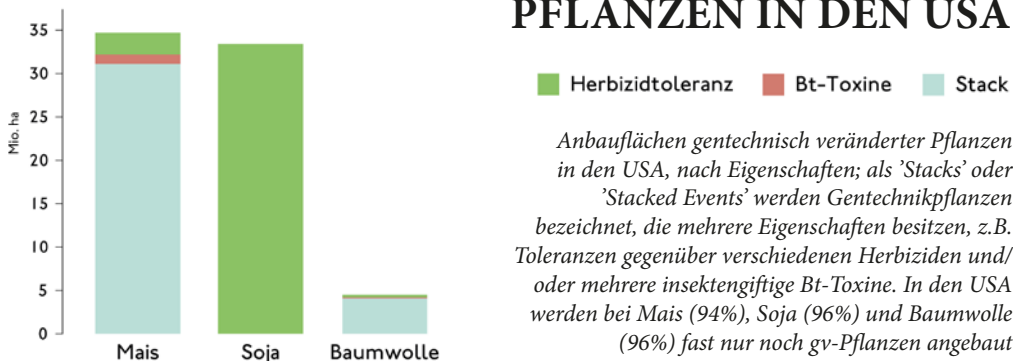 PFLANZEN IN DEN USA
Herbizidtoleranz Bt-Toxine Stack
Anbauflächen gentechnisch veränderter Pflanzen
in den USA, nach Eigenschaften; als 'Stacks' oder
'Stacked Events' werden Gentechnikpflanzen
bezeichnet, die mehrere Eigenschaften besitzen, z.B.
Toleranzen gegenüber verschiedenen Herbiziden und/
oder mehrere insektengiftige Bt-Toxine. In den USA
werden bei Mais (94%), Soja (96%) und Baumwolle
(96%) fast nur noch gv-Pflanzen angebaut
Mio. ha
35
30
25
20
15
10
5
0
Mais Soja Baumwolle